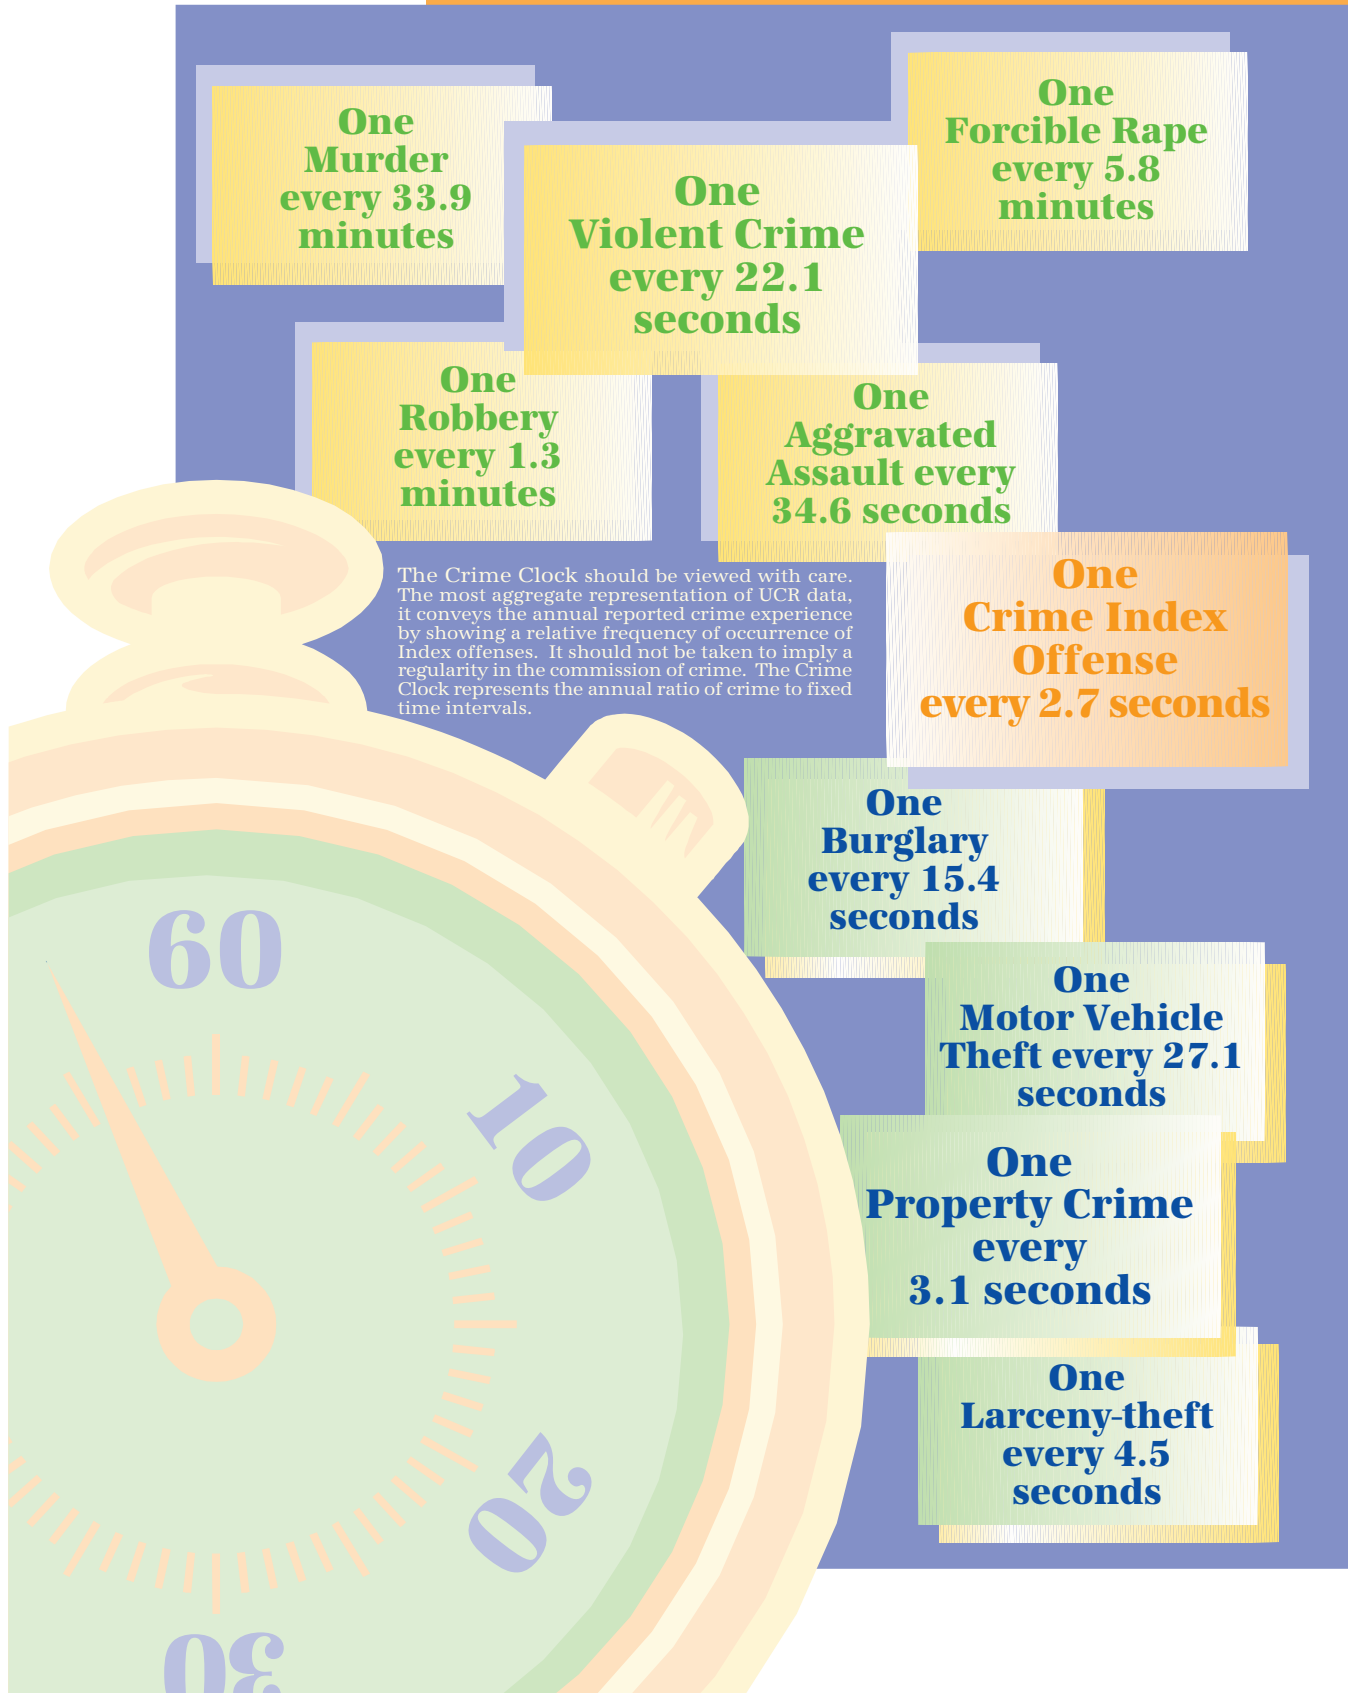 One
Murder
every 33.9
minutes
One
Violent Crime
every 22.1
seconds
One
Forcible Rape
every 5.8
minutes
One
Robbery
every 1.3
minutes
One
Aggravated
Assault every
34.6 seconds
The Crime Clock should be viewed with care.
The most aggregate representation of UCR data,
it conveys the annual reported crime experience
by showing a relative frequency of occurrence of
Index offenses.  It should not be taken to imply a
regularity in the commission of crime.  The Crime
Clock represents the annual ratio of crime to fixed
time intervals.
One
Crime Index
Offense
every 2.7 seconds
One
Burglary
every 15.4
seconds
One
Motor Vehicle
Theft every 27.1
seconds
One
Property Crime
every
3.1 seconds
One
Larceny-theft
every 4.5
seconds
60
10
20
30